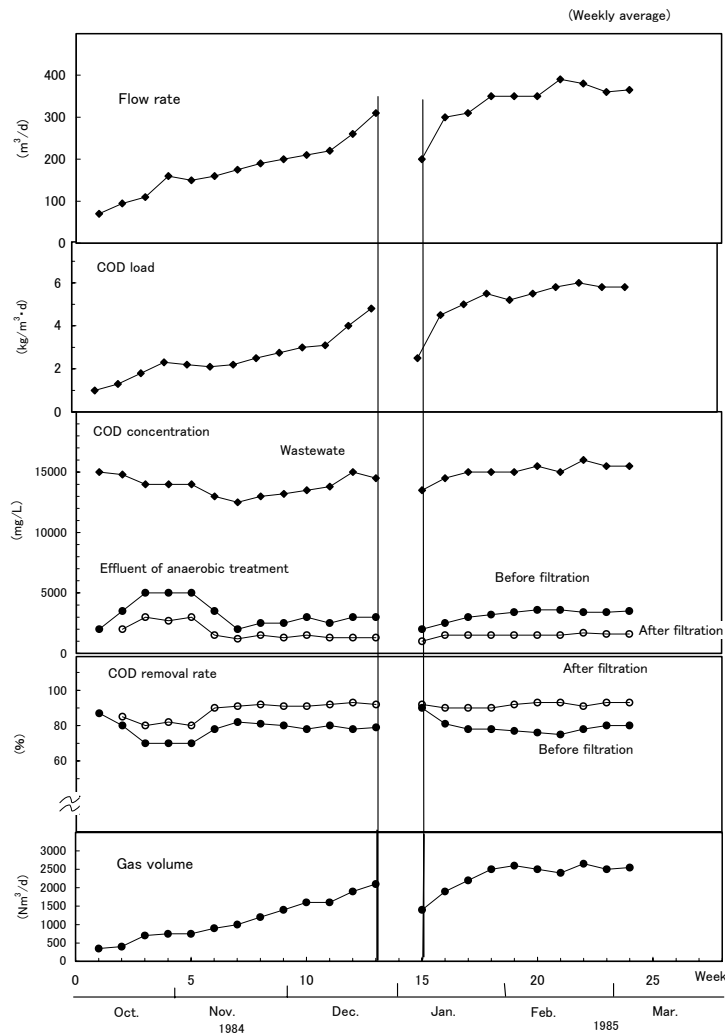 (Weekly average)
400
300
200
100
0
(m³/d)
Flow rate
6
4
2
0
(kg/m³・d)
COD load
15000
10000
5000
0
(mg/L)
COD concentration
Wastewate
Effluent of anaerobic treatment
Before filtration
After filtration
100
80
60
(%)
COD removal rate
After filtration
Before filtration
3000
2500
2000
1500
1000
500
0
(Nm³/d)
Gas volume
0 5 10 15 20 25 Week
Oct. Nov. Dec. Jan. Feb. Mar.
1984 1985